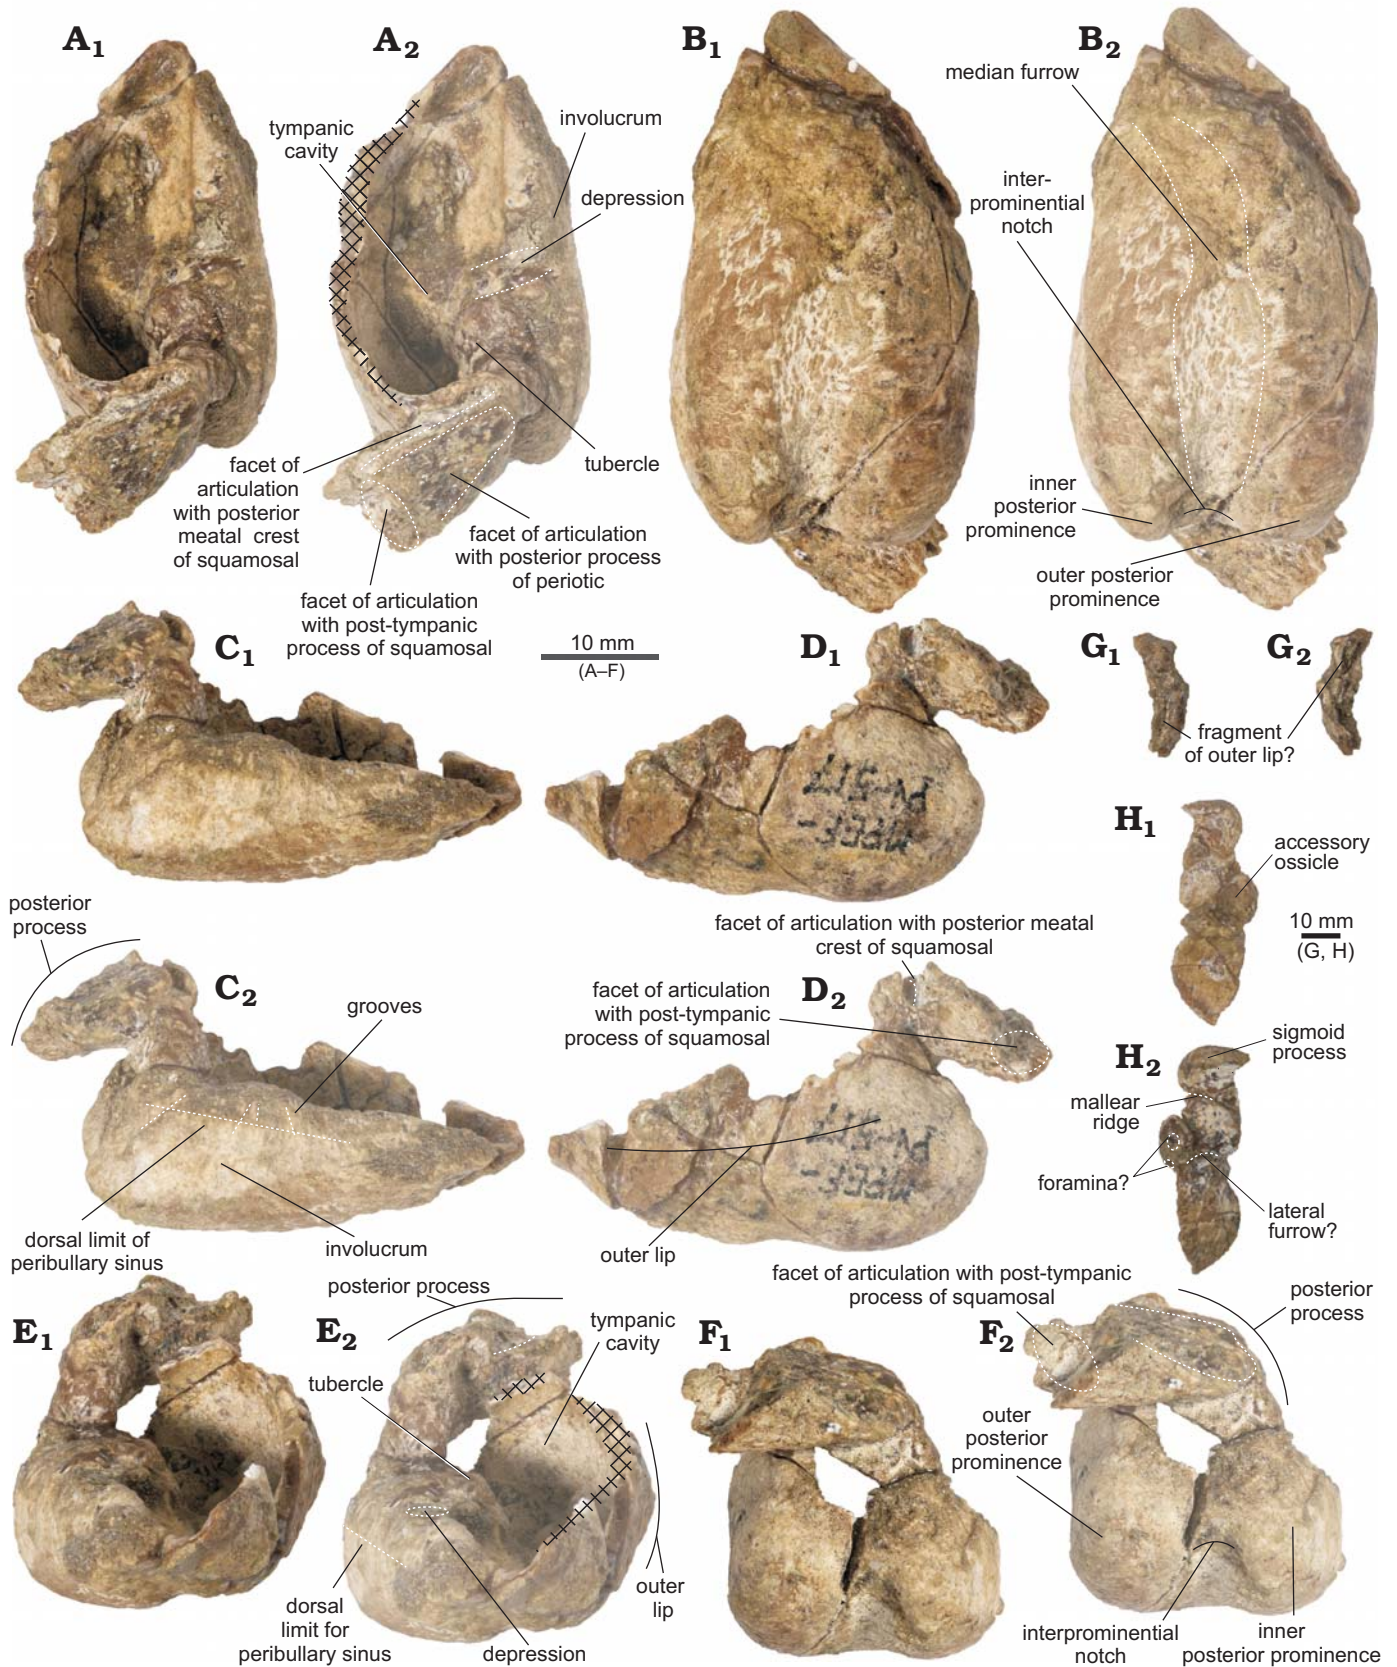 A1
A2
B1
B2
median furrow
tympanic
cavity
involucrum
depression
inter-
prominential
notch
facet of
articulation
with posterior
meatal crest
of squamosal
tubercle
facet of articulation
with posterior process
of periotic
facet of articulation
with post-tympanic
process of squamosal
inner
posterior
prominence
outer posterior
prominence
C1
10 mm
(A–F)
D1
G1
G2
fragment
of outer lip?
PV-517
MPEF-
H1
accessory
ossicle
10 mm
(G, H)
posterior
process
C2
grooves
dorsal limit of
peribullary sinus
involucrum
facet of articulation with posterior meatal
crest of squamosal
D2
facet of articulation
with post-tympanic
process of squamosal
PV-517
MPEF-
outer lip
H2
sigmoid
process
mallear
ridge
foramina?
lateral
furrow?
E1
E2
posterior process
tympanic
cavity
tubercle
outer
lip
dorsal
limit for
peribullary sinus
depression
F1
F2
facet of articulation with post-tympanic
process of squamosal
posterior
process
outer
posterior
prominence
interprominential
notch
inner
posterior prominence